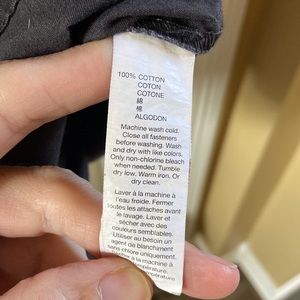 100% COTTON
COTON
COTONE
綿
棉
ALGODON
Machine wash cold.
Close all fasteners
before washing. Wash
and dry with like colors.
Only non-chlorine bleach
when needed. Tumble
dry low. Warm iron. Or
dry clean.
Laver à la machine à
l'eau froide. Fermer
toutes les attaches avant
le lavage. Laver et
sécher avec des
couleurs semblables.
Utiliser au besoin un
agent de blanchiment
sans chlore uniquement.
à la machine à
température.